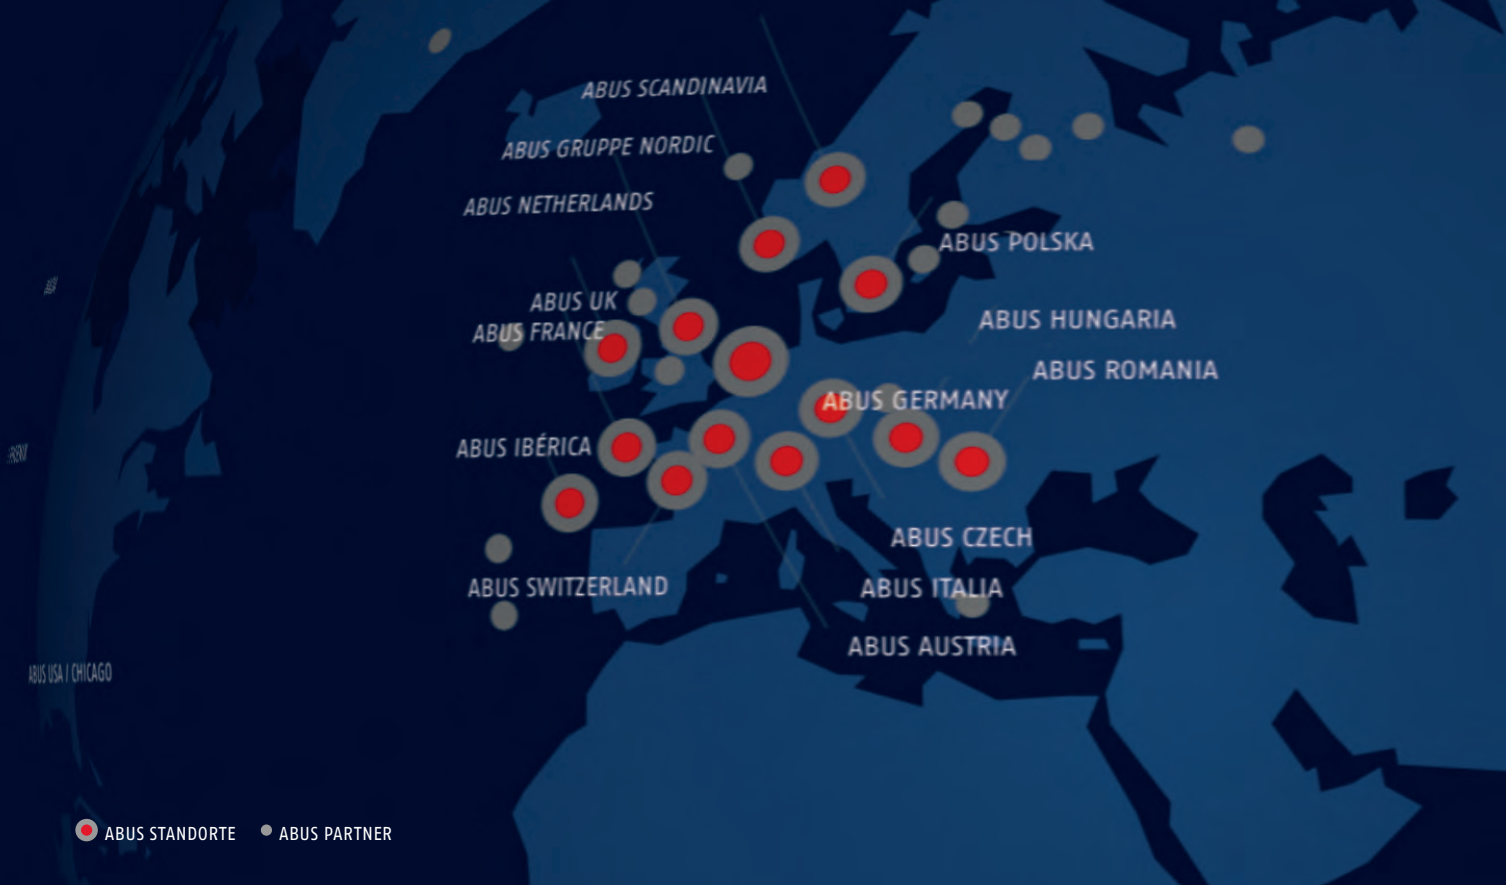 ABUS SCANDINAVIA
ABUS GRUPPE NORDIC
ABUS NETHERLANDS
ABUS POLSKA
ABUS UK
ABUS HUNGARIA
ABUS FRANCE
ABUS ROMANIA
ABUS GERMANY
ABUS IBÉRICA
ABUS CZECH
ABUS SWITZERLAND
ABUS ITALIA
ABUS AUSTRIA
ABUS USA / CHICAGO
ABUS STANDORTE
ABUS PARTNER